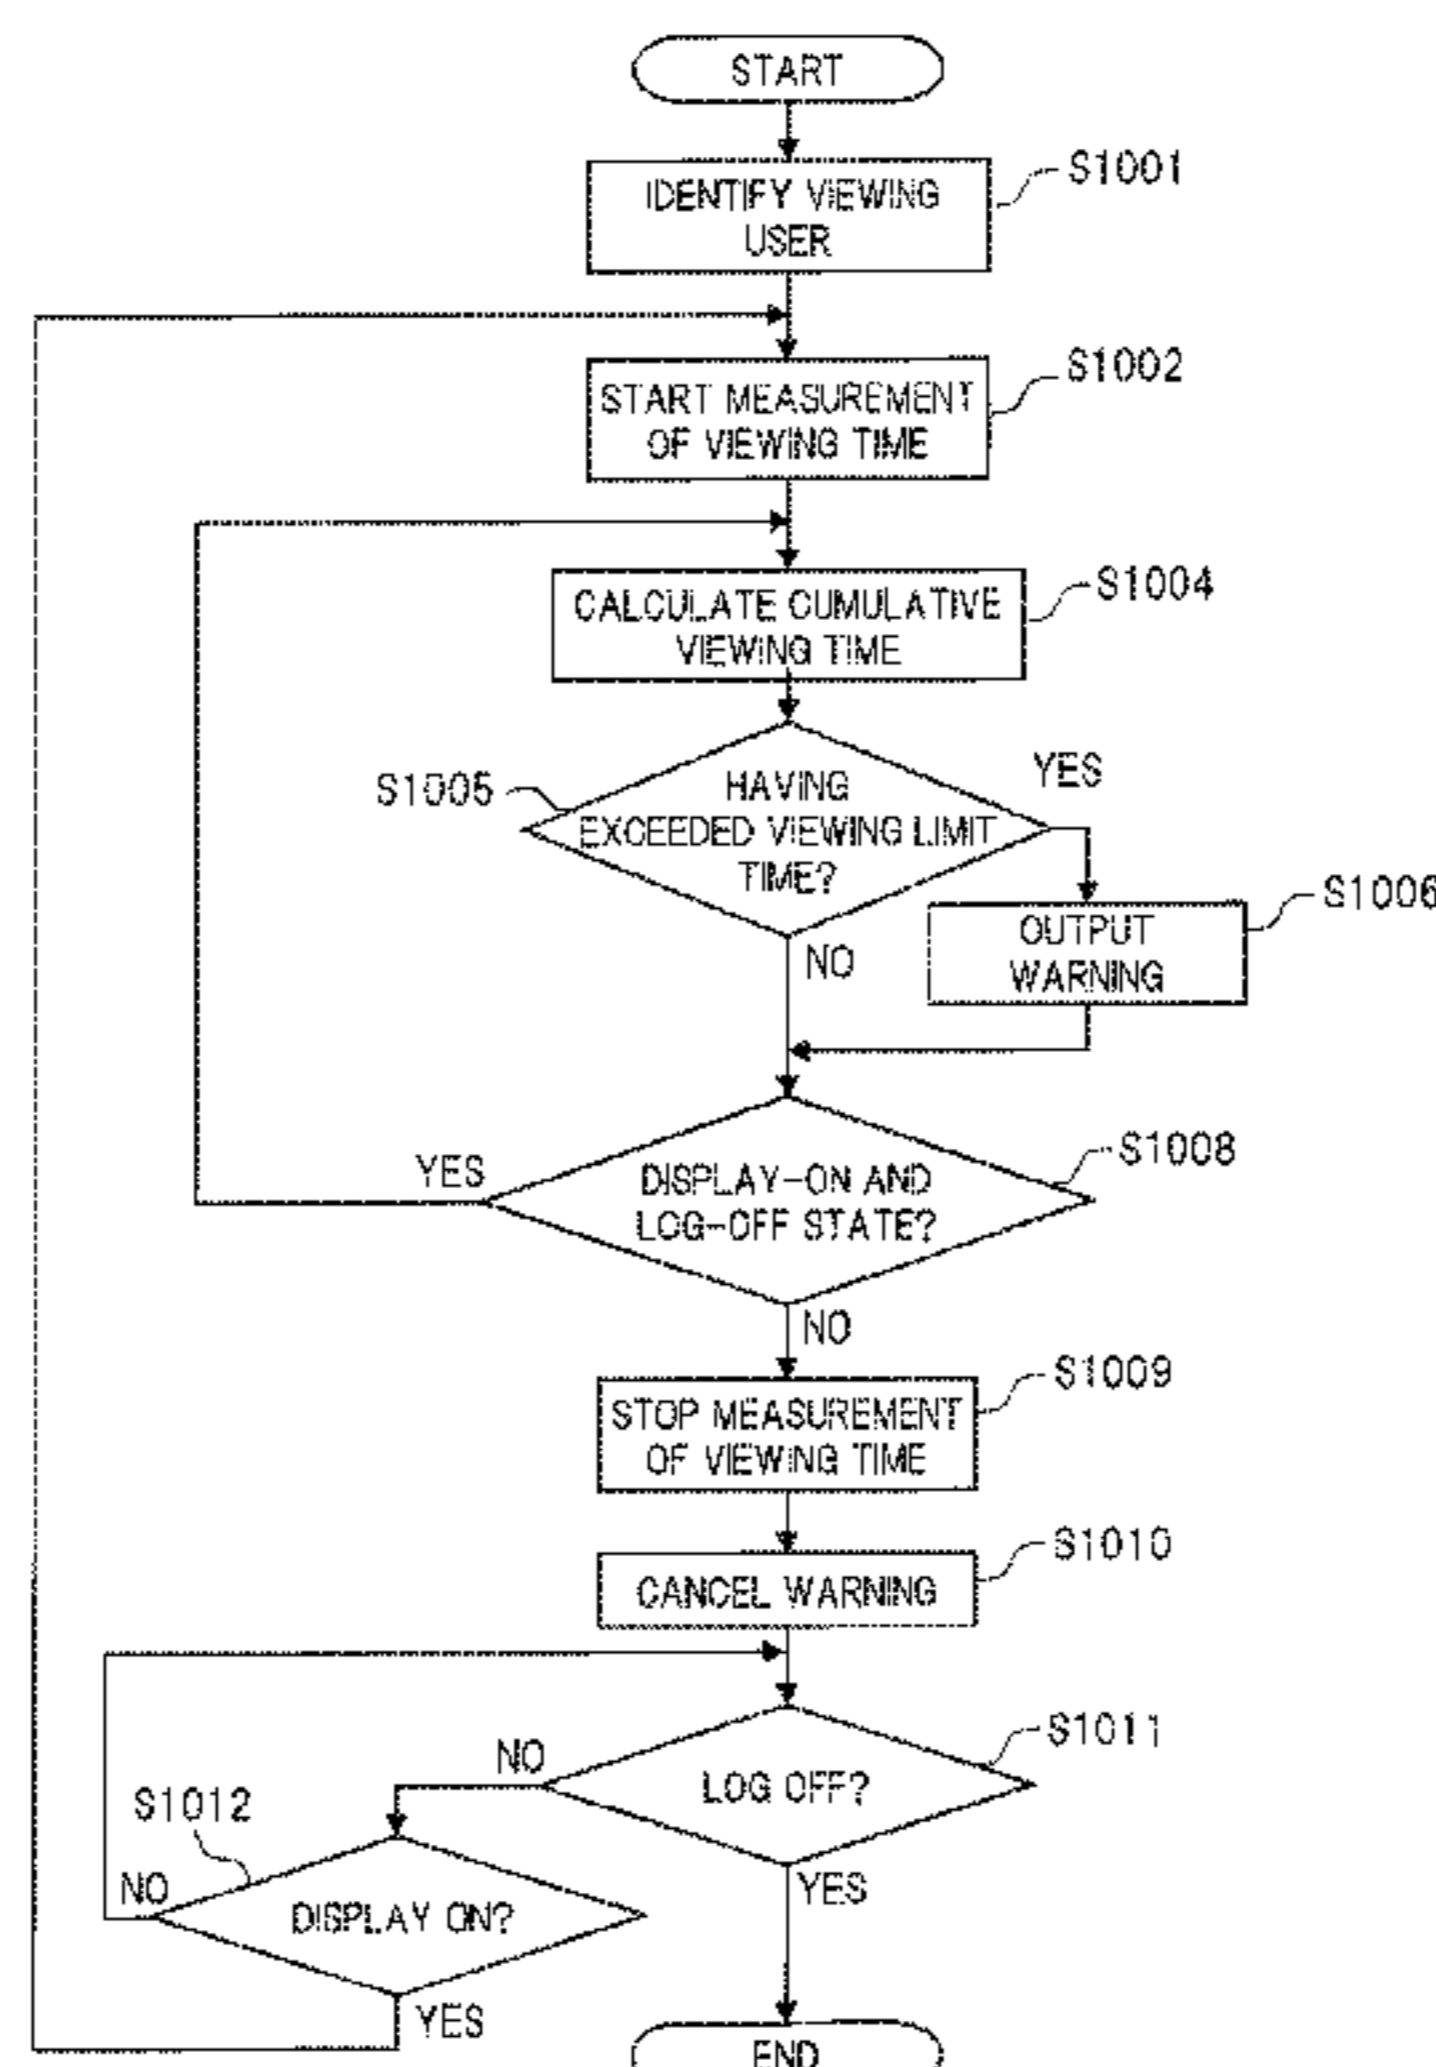 START
S1001
IDENTIFY VIEWING
USER
S1002
START MEASUREMENT
OF VIEWING TIME
S1004
CALCULATE CUMULATIVE
VIEWING TIME
S1005
HAVING
EXCEEDED VIEWING LIMIT
TIME?
YES
S1006
OUTPUT
WARNING
NO
S1008
YES
DISPLAY-ON AND
LOG-OFF STATE?
NO
S1009
STOP MEASUREMENT
OF VIEWING TIME
S1010
CANCEL WARNING
S1011
NO
LOG OFF?
S1012
NO
DISPLAY ON?
YES
YES
END